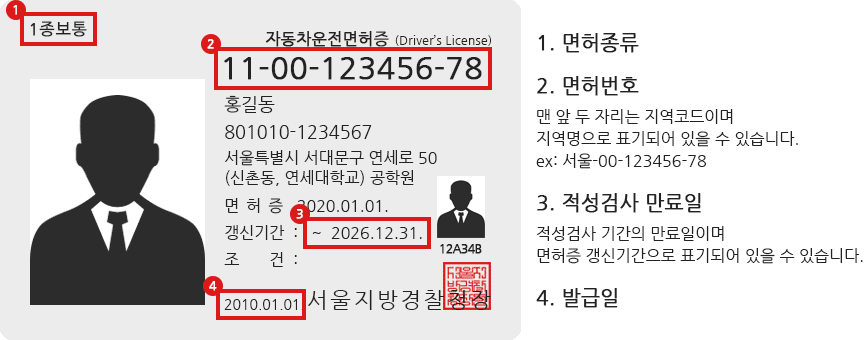 1
1종보통
자동차운전면허증 (Driver's License)
2
11-00-123456-78
홍길동
801010-1234567
서울특별시 서대문구 연세로 50
(신촌동, 연세대학교) 공학원
면 허 증 2020.01.01.
3
갱신기간 : ~ 2026.12.31.
조 건 :
12A34B
4
2010.01.01 서울지방경찰청장
1. 면허종류
2. 면허번호
맨 앞 두 자리는 지역코드이며
지역명으로 표기되어 있을 수 있습니다.
ex: 서울-00-123456-78
3. 적성검사 만료일
적성검사 기간의 만료일이며
면허증 갱신기간으로 표기되어 있을 수 있습니다.
4. 발급일